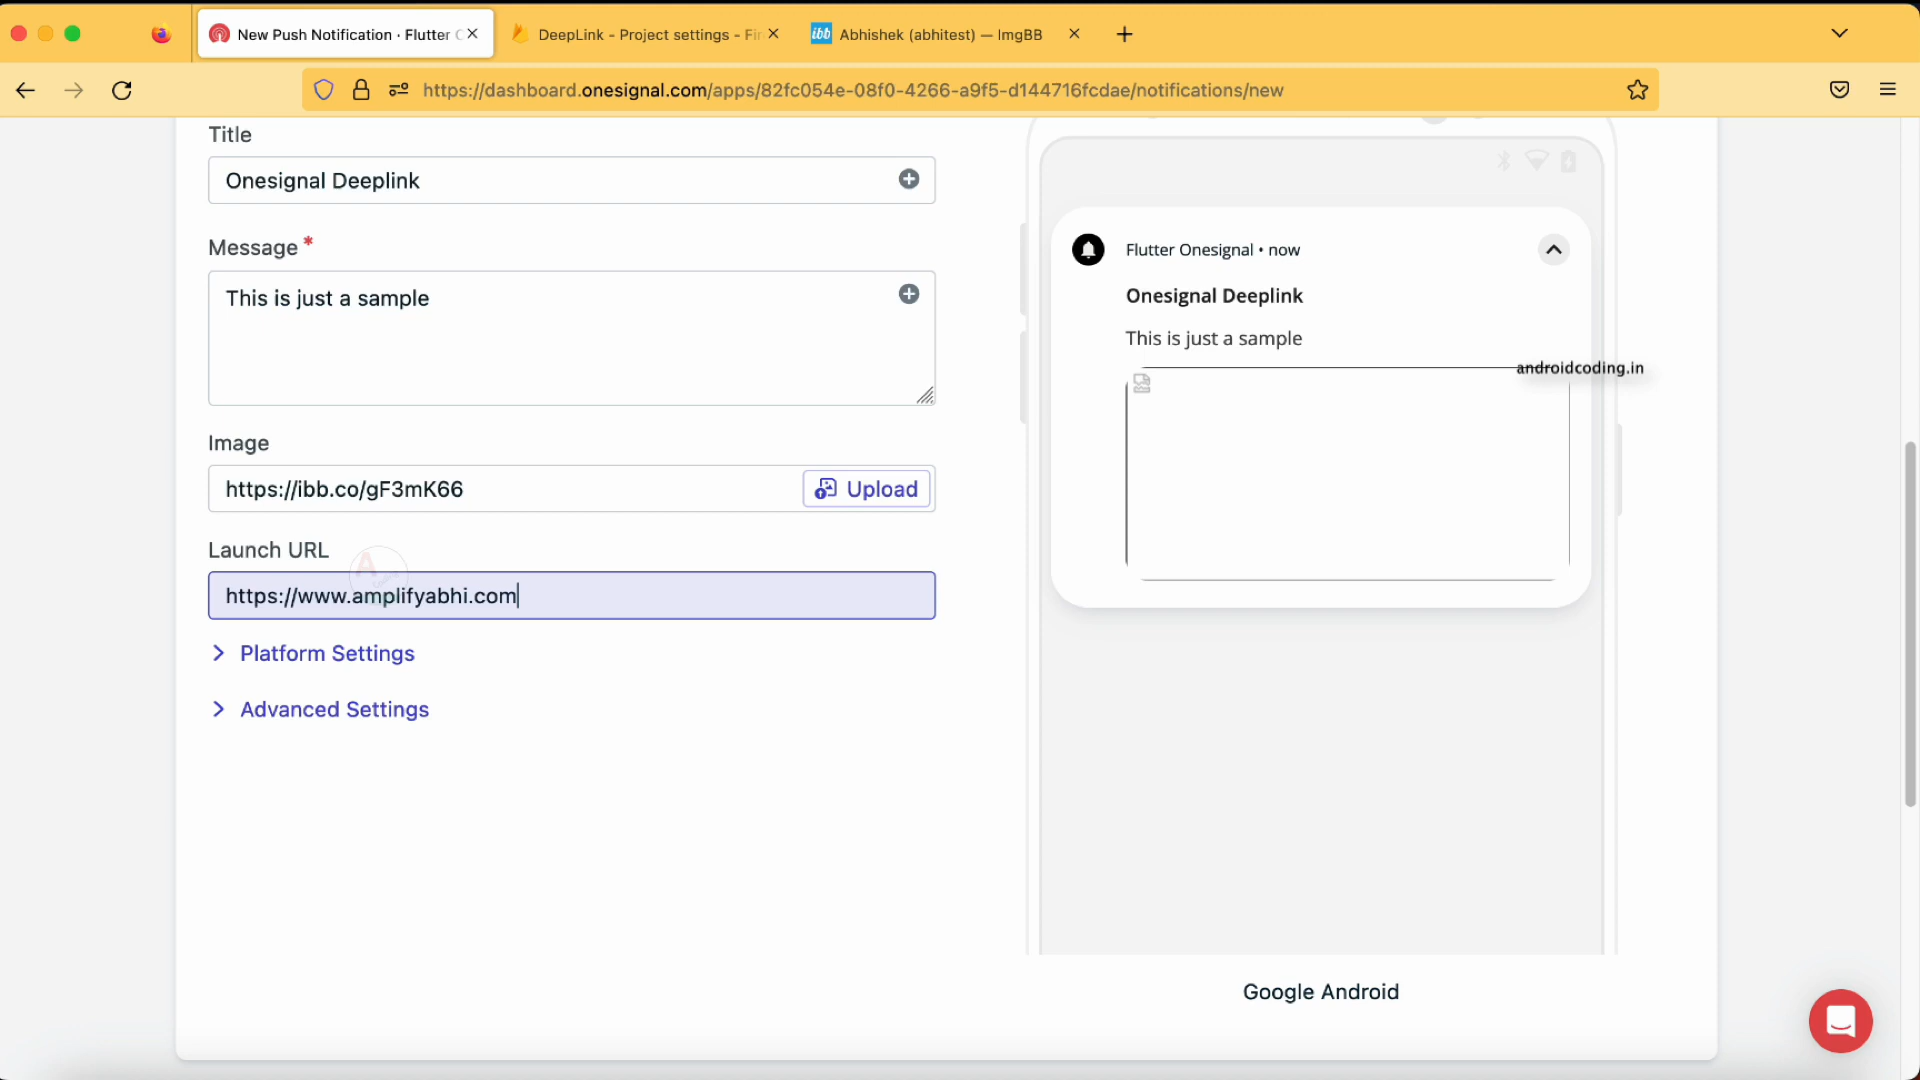 New Push Notification · Flutter
DeepLink - Project settings - Fir
ibb Abhishek (abhitest) — ImgBB
https://dashboard.onesignal.com/apps/82fc054e-08f0-4266-a9f5-d144716fcdae/notifications/new
Title
Onesignal Deeplink
Message *
This is just a sample
Image
https://ibb.co/gF3mK66
Upload
Launch URL
https://www.amplifyabhi.com
Platform Settings
Advanced Settings
Flutter Onesignal • now
Onesignal Deeplink
This is just a sample
androidcoding.in
Google Android